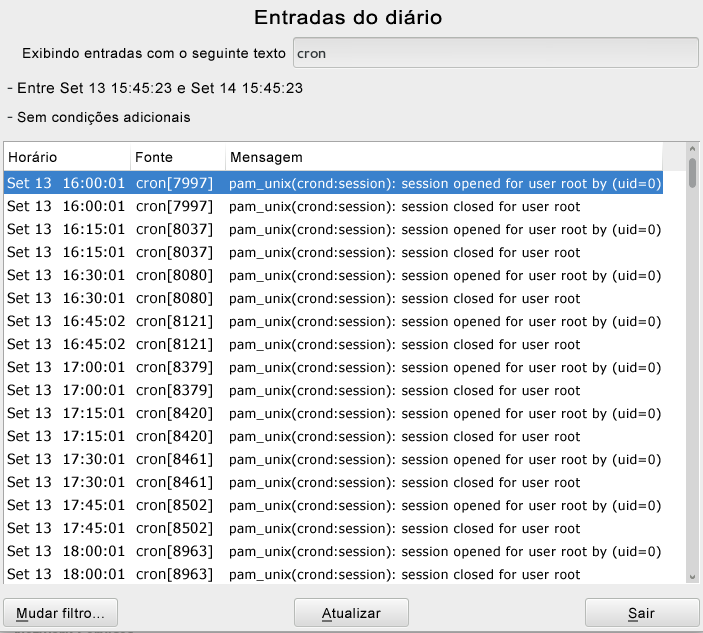 Entradas do diário
Exibindo entradas com o seguinte texto cron
- Entre Set 13 15:45:23 e Set 14 15:45:23
- Sem condições adicionais
Horário Fonte Mensagem
Set 13 16:00:01 cron[7997] pam_unix(crond:session): session opened for user root by (uid=0)
Set 13 16:00:01 cron[7997] pam_unix(crond:session): session closed for user root
Set 13 16:15:01 cron[8037] pam_unix(crond:session): session opened for user root by (uid=0)
Set 13 16:15:01 cron[8037] pam_unix(crond:session): session closed for user root
Set 13 16:30:01 cron[8080] pam_unix(crond:session): session opened for user root by (uid=0)
Set 13 16:30:01 cron[8080] pam_unix(crond:session): session closed for user root
Set 13 16:45:02 cron[8121] pam_unix(crond:session): session opened for user root by (uid=0)
Set 13 16:45:02 cron[8121] pam_unix(crond:session): session closed for user root
Set 13 17:00:01 cron[8379] pam_unix(crond:session): session opened for user root by (uid=0)
Set 13 17:00:01 cron[8379] pam_unix(crond:session): session closed for user root
Set 13 17:15:01 cron[8420] pam_unix(crond:session): session opened for user root by (uid=0)
Set 13 17:15:01 cron[8420] pam_unix(crond:session): session closed for user root
Set 13 17:30:01 cron[8461] pam_unix(crond:session): session opened for user root by (uid=0)
Set 13 17:30:01 cron[8461] pam_unix(crond:session): session closed for user root
Set 13 17:45:01 cron[8502] pam_unix(crond:session): session opened for user root by (uid=0)
Set 13 17:45:01 cron[8502] pam_unix(crond:session): session closed for user root
Set 13 18:00:01 cron[8963] pam_unix(crond:session): session opened for user root by (uid=0)
Set 13 18:00:01 cron[8963] pam_unix(crond:session): session closed for user root
Mudar filtro... Atualizar Sair